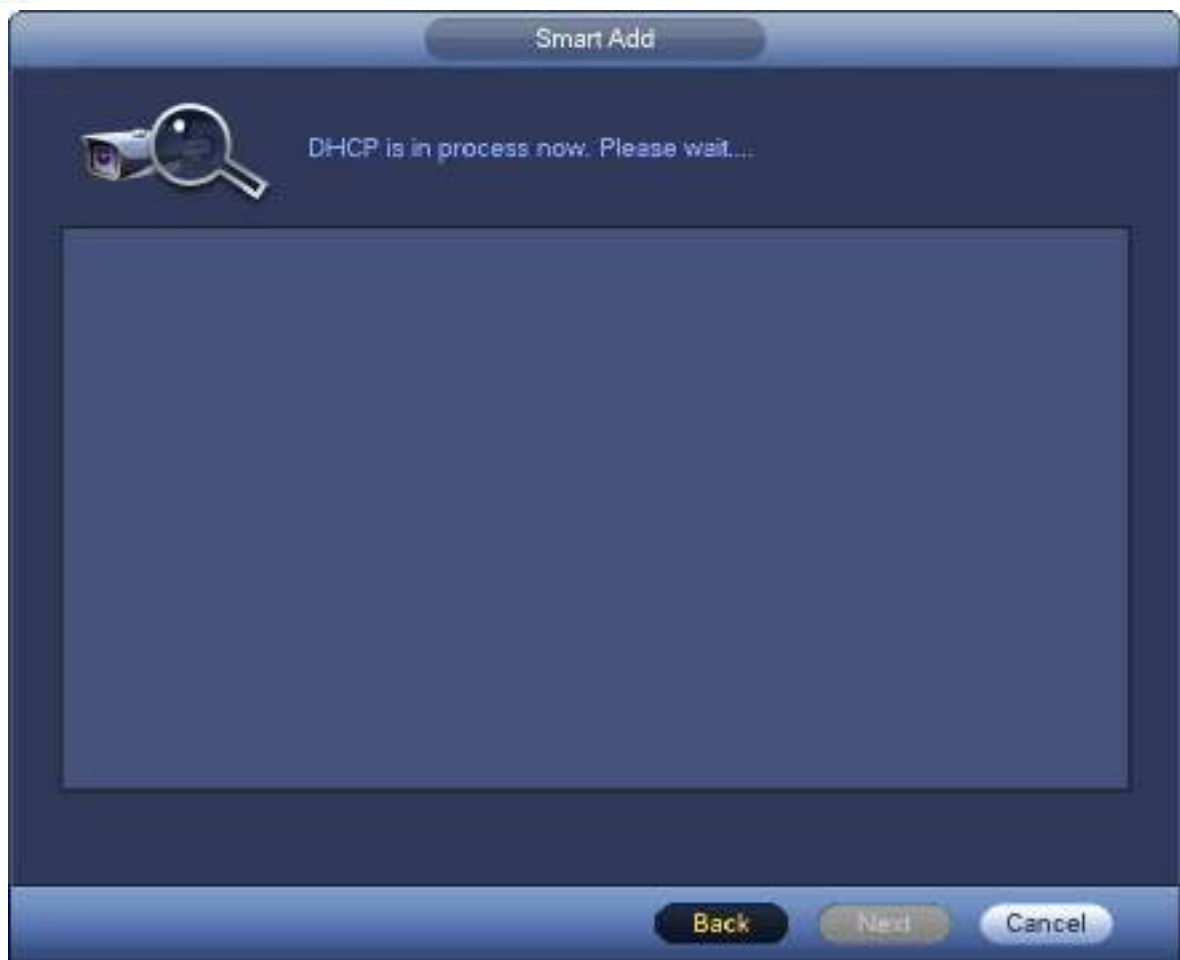 Smart Add
DHCP is in process now. Please wait....
Back
Next
Cancel